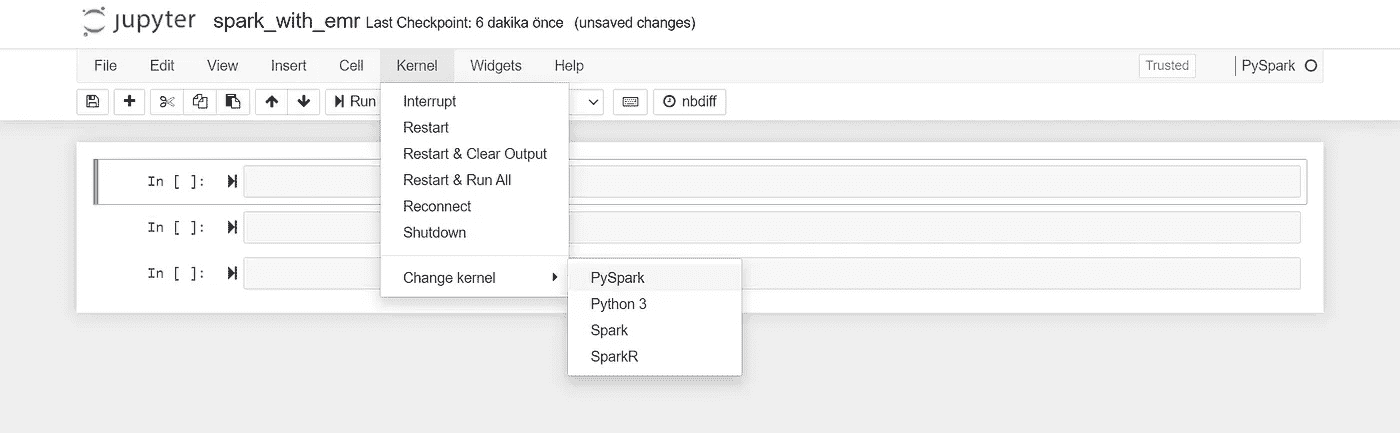 jupyter spark_with_emr Last Checkpoint: 6 dakika önce (unsaved changes)
File Edit View Insert Cell Kernel Widgets Help Trusted PySpark
Run nbdiff
Interrupt
Restart
Restart & Clear Output
Restart & Run All
Reconnect
Shutdown
Change kernel
PySpark
Python 3
Spark
SparkR
In [ ]:
In [ ]:
In [ ]: